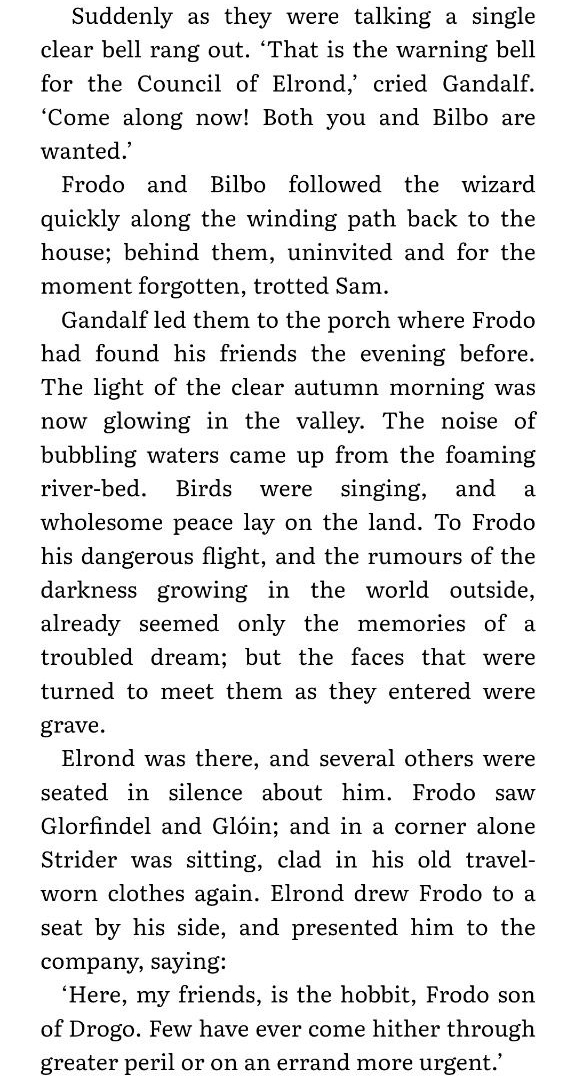 Suddenly as they were talking a single
clear bell rang out. ‘That is the warning bell
for the Council of Elrond,’ cried Gandalf.
‘Come along now! Both you and Bilbo are
wanted.’
Frodo and Bilbo followed the wizard
quickly along the winding path back to the
house; behind them, uninvited and for the
moment forgotten, trotted Sam.
Gandalf led them to the porch where Frodo
had found his friends the evening before.
The light of the clear autumn morning was
now glowing in the valley. The noise of
bubbling waters came up from the foaming
river-bed. Birds were singing, and a
wholesome peace lay on the land. To Frodo
his dangerous flight, and the rumours of the
darkness growing in the world outside,
already seemed only the memories of a
troubled dream; but the faces that were
turned to meet them as they entered were
grave.
Elrond was there, and several others were
seated in silence about him. Frodo saw
Glorfindel and Glóin; and in a corner alone
Strider was sitting, clad in his old travel-
worn clothes again. Elrond drew Frodo to a
seat by his side, and presented him to the
company, saying:
‘Here, my friends, is the hobbit, Frodo son
of Drogo. Few have ever come hither through
greater peril or on an errand more urgent.’